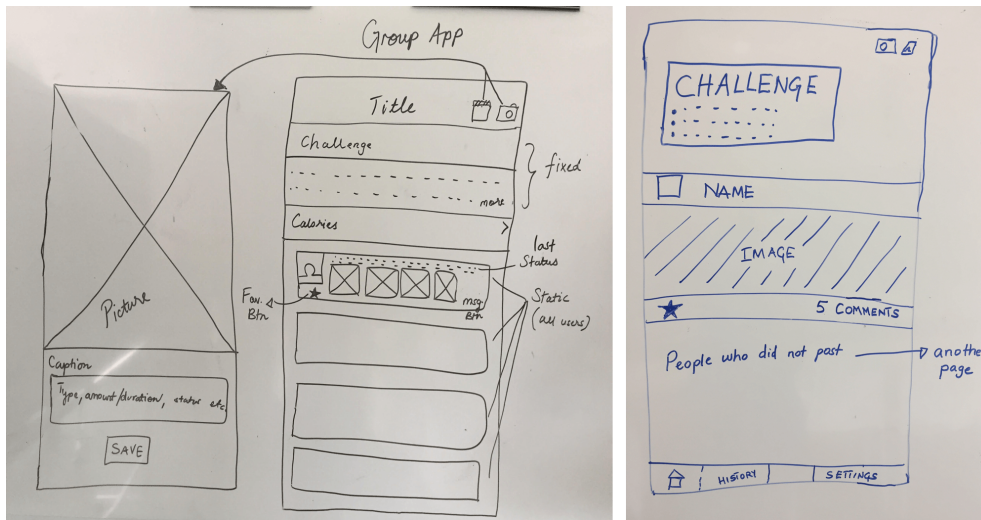 Group App
Title
Challenge
fixed
more
Calories
>
last
Status
Fav.
Btn
msg.
Btn
Static
(all users)
Picture
Caption
Type, amount/duration, status etc.
SAVE
CHALLENGE
NAME
IMAGE
5 COMMENTS
People who did not past
anothe
page
HISTORY
SETTINGS